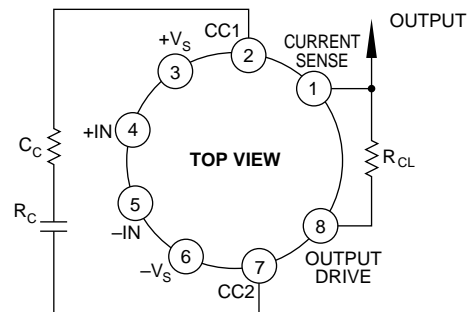 OUTPUT
+VS
CC1
CURRENT
SENSE
2
3
1
4
+IN
CC
TOP VIEW
RCL
RC
5
–IN
8
6
7
–VS
OUTPUT
DRIVE
CC2